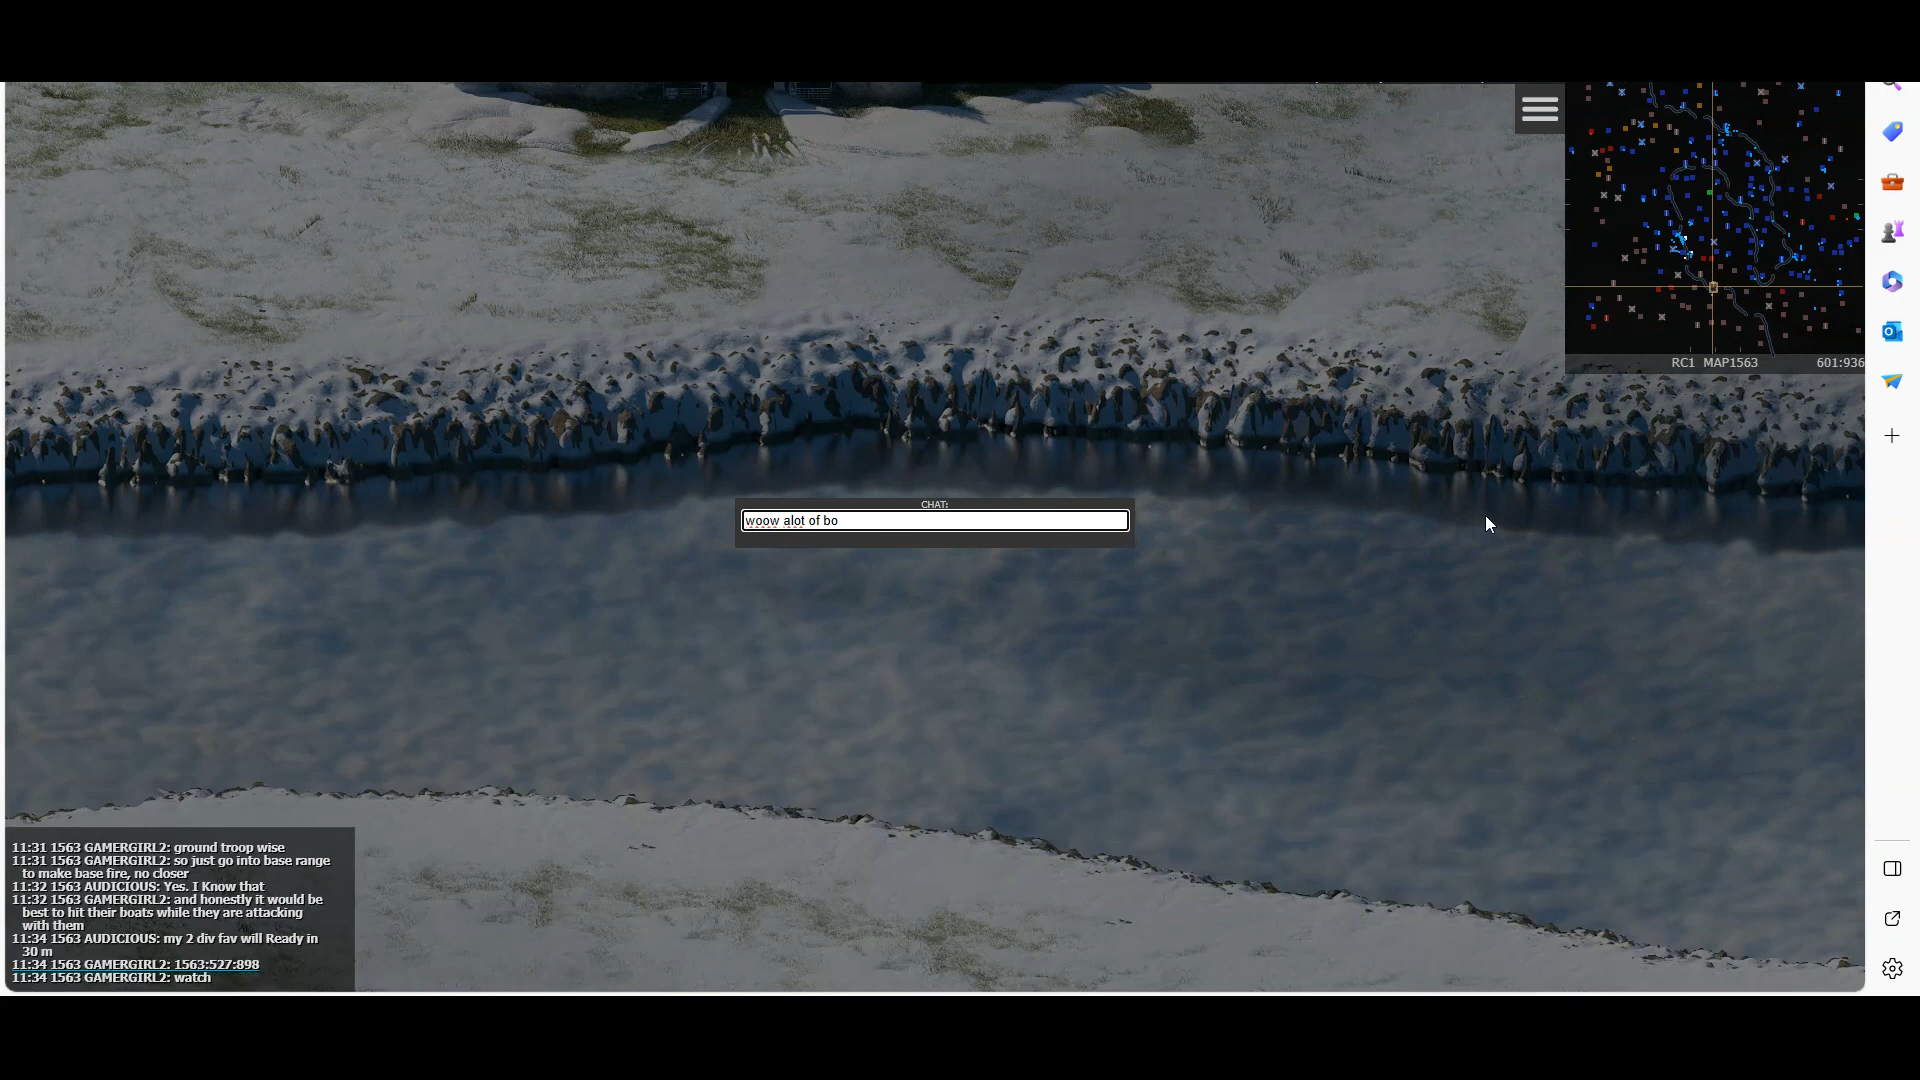 RC1 MAP1563 601:936
CHAT:
woow alot of bo
11:31 1563 GAMERGIRL2: ground troop wise
11:31 1563 GAMERGIRL2: so just go into base range
to make base fire, no closer
11:32 1563 AUDICIOUS: Yes. I Know that
11:32 1563 GAMERGIRL2: and honestly it would be
best to hit their boats while they are attacking
with them
11:34 1563 AUDICIOUS: my 2 div fav will Ready in
30 m
11:34 1563 GAMERGIRL2: 1563:527:898
11:34 1563 GAMERGIRL2: watch